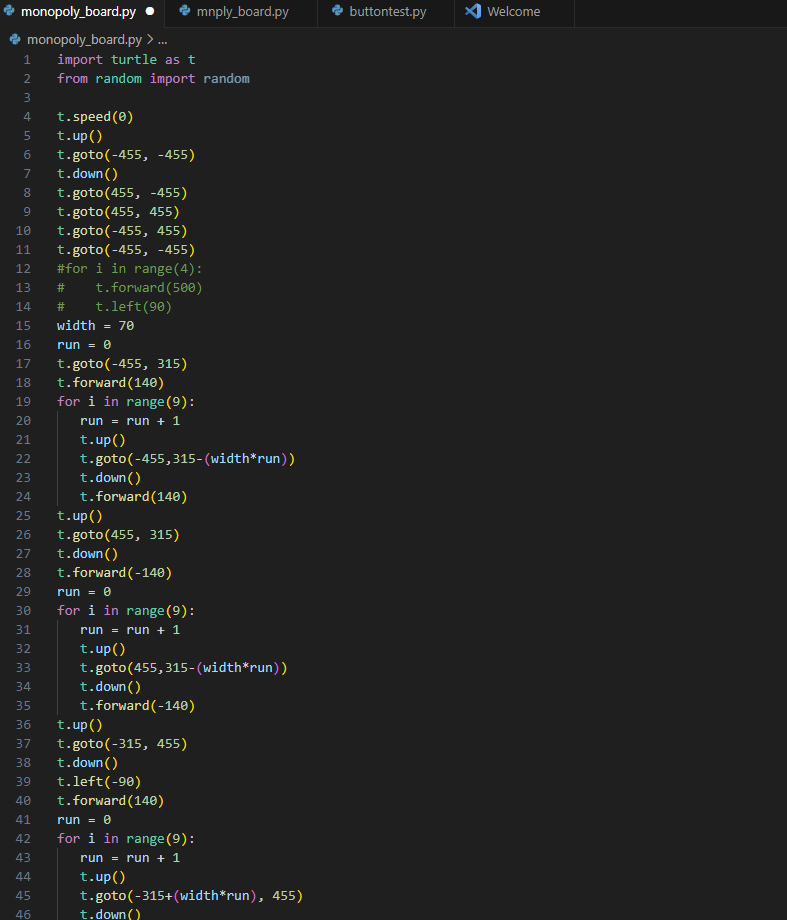 monopoly_board.py ● mnply_board.py buttontest.py Welcome
monopoly_board.py > ...
1 import turtle as t
2 from random import random
3
4 t.speed(0)
5 t.up()
6 t.goto(-455, -455)
7 t.down()
8 t.goto(455, -455)
9 t.goto(455, 455)
10 t.goto(-455, 455)
11 t.goto(-455, -455)
12 #for i in range(4):
13 #    t.forward(500)
14 #    t.left(90)
15 width = 70
16 run = 0
17 t.goto(-455, 315)
18 t.forward(140)
19 for i in range(9):
20    run = run + 1
21    t.up()
22    t.goto(-455,315-(width*run))
23    t.down()
24    t.forward(140)
25 t.up()
26 t.goto(455, 315)
27 t.down()
28 t.forward(-140)
29 run = 0
30 for i in range(9):
31    run = run + 1
32    t.up()
33    t.goto(455,315-(width*run))
34    t.down()
35    t.forward(-140)
36 t.up()
37 t.goto(-315, 455)
38 t.down()
39 t.left(-90)
40 t.forward(140)
41 run = 0
42 for i in range(9):
43    run = run + 1
44    t.up()
45    t.goto(-315+(width*run), 455)
46    t.down()